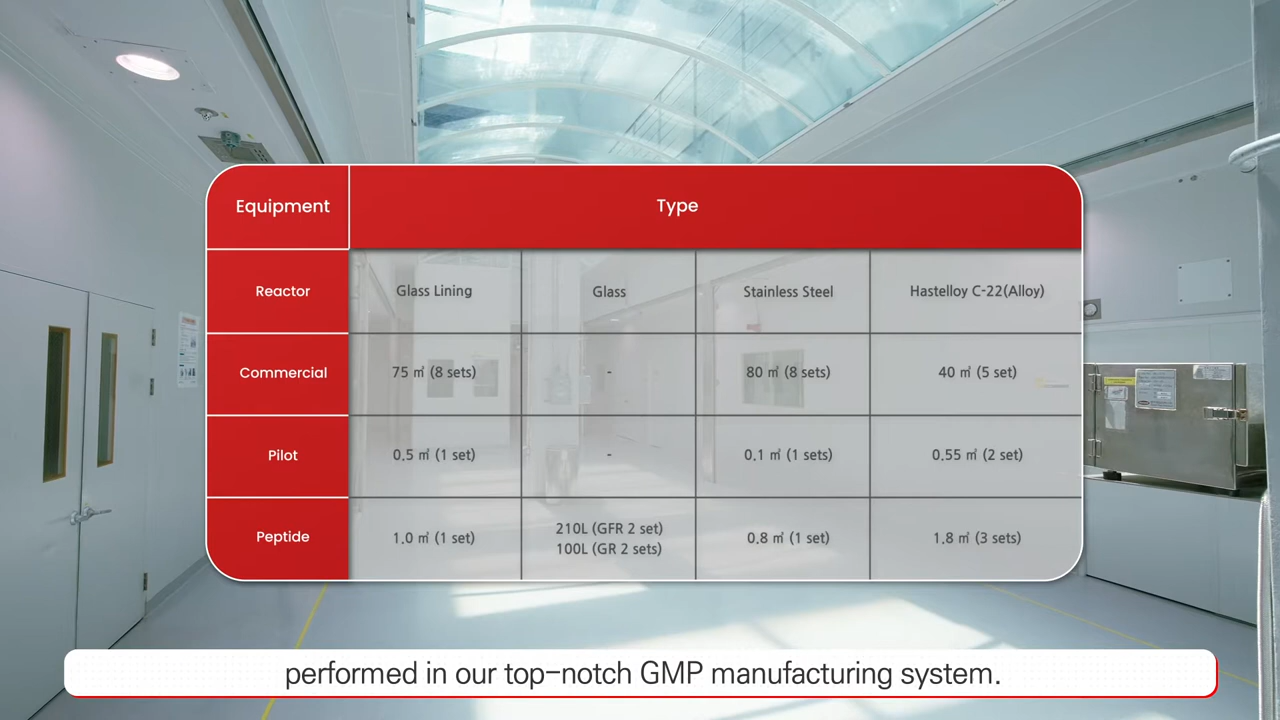 Equipment Type
Reactor Glass Lining Glass Stainless Steel Hastelloy C-22(Alloy)
Commercial 75 ㎥ (8 sets) - 80 ㎥ (8 sets) 40 ㎥ (5 set)
Pilot 0.5 ㎥ (1 set) - 0.1 ㎥ (1 sets) 0.55 ㎥ (2 set)
Peptide 1.0 ㎥ (1 set) 210L (GFR 2 set) 0.8 ㎥ (1 set) 1.8 ㎥ (3 sets)
100L (GR 2 sets)
performed in our top-notch GMP manufacturing system.